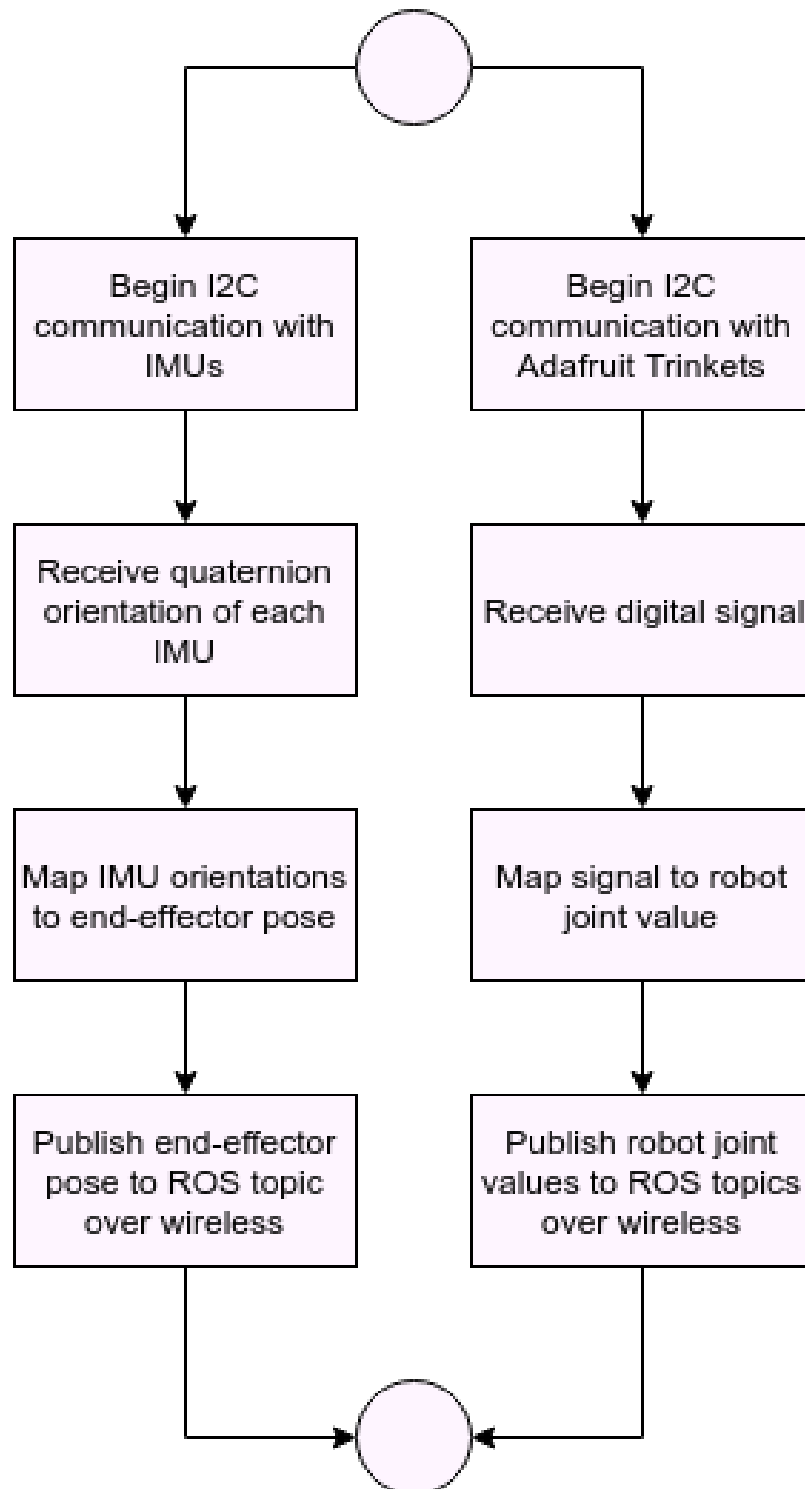 Begin I2C
communication with
IMUs
Begin I2C
communication with
Adafruit Trinkets
Receive quaternion
orientation of each
IMU
Receive digital signal
Map IMU orientations
to end-effector pose
Map signal to robot
joint value
Publish end-effector
pose to ROS topic
over wireless
Publish robot joint
values to ROS topics
over wireless